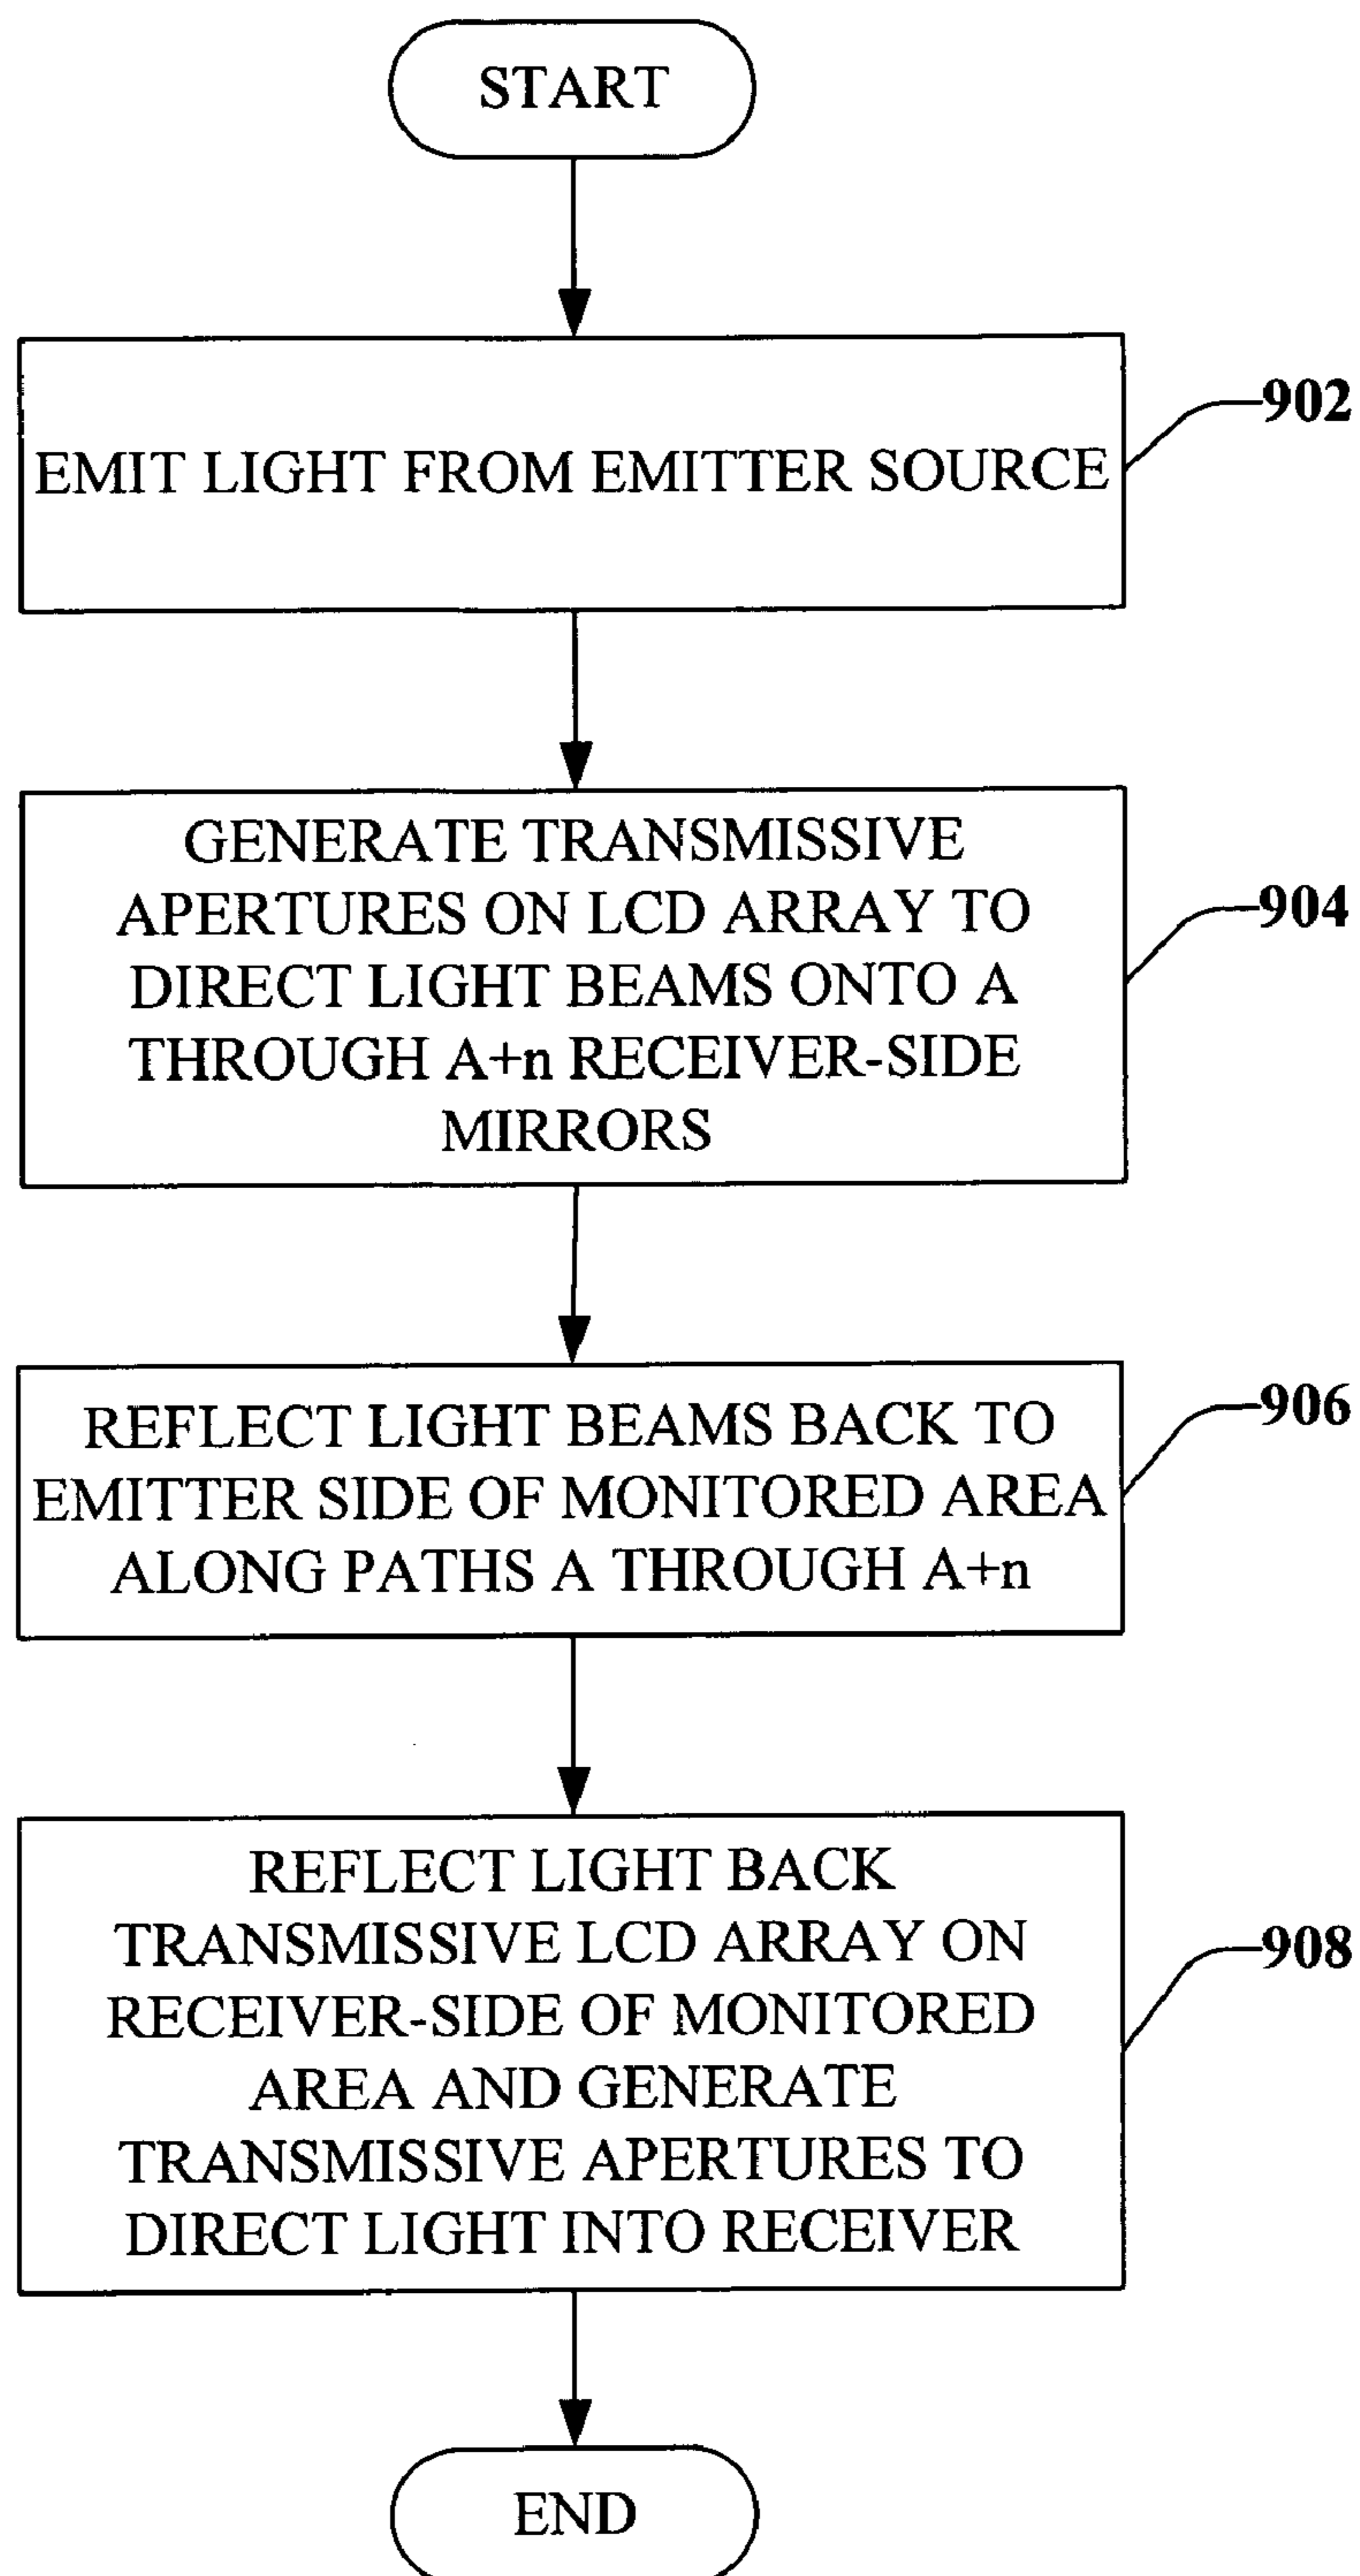 START
902
EMIT LIGHT FROM EMITTER SOURCE
GENERATE TRANSMISSIVE
APERTURES ON LCD ARRAY TO
904
DIRECT LIGHT BEAMS ONTO A
THROUGH A+n RECEIVER-SIDE
MIRRORS
REFLECT LIGHT BEAMS BACK TO
906
EMITTER SIDE OF MONITORED AREA
ALONG PATHS A THROUGH A+n
REFLECT LIGHT BACK
TRANSMISSIVE LCD ARRAY ON
908
RECEIVER-SIDE OF MONITORED
AREA AND GENERATE
TRANSMISSIVE APERTURES TO
DIRECT LIGHT INTO RECEIVER
END